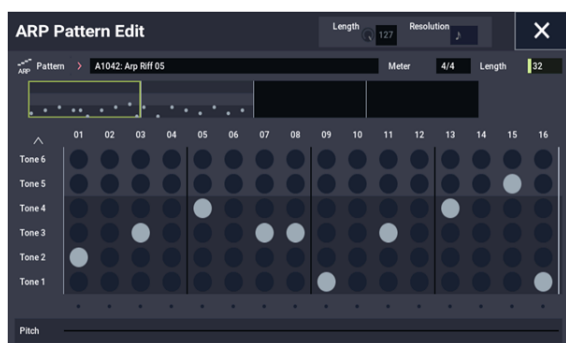 ARP Pattern Edit Length 127 Resolution
ARP Pattern A1042: Arp Riff 05 Meter 4/4 Length 32
01 02 03 04 05 06 07 08 09 10 11 12 13 14 15 16
Tone 6
Tone 5
Tone 4
Tone 3
Tone 2
Tone 1
Pitch